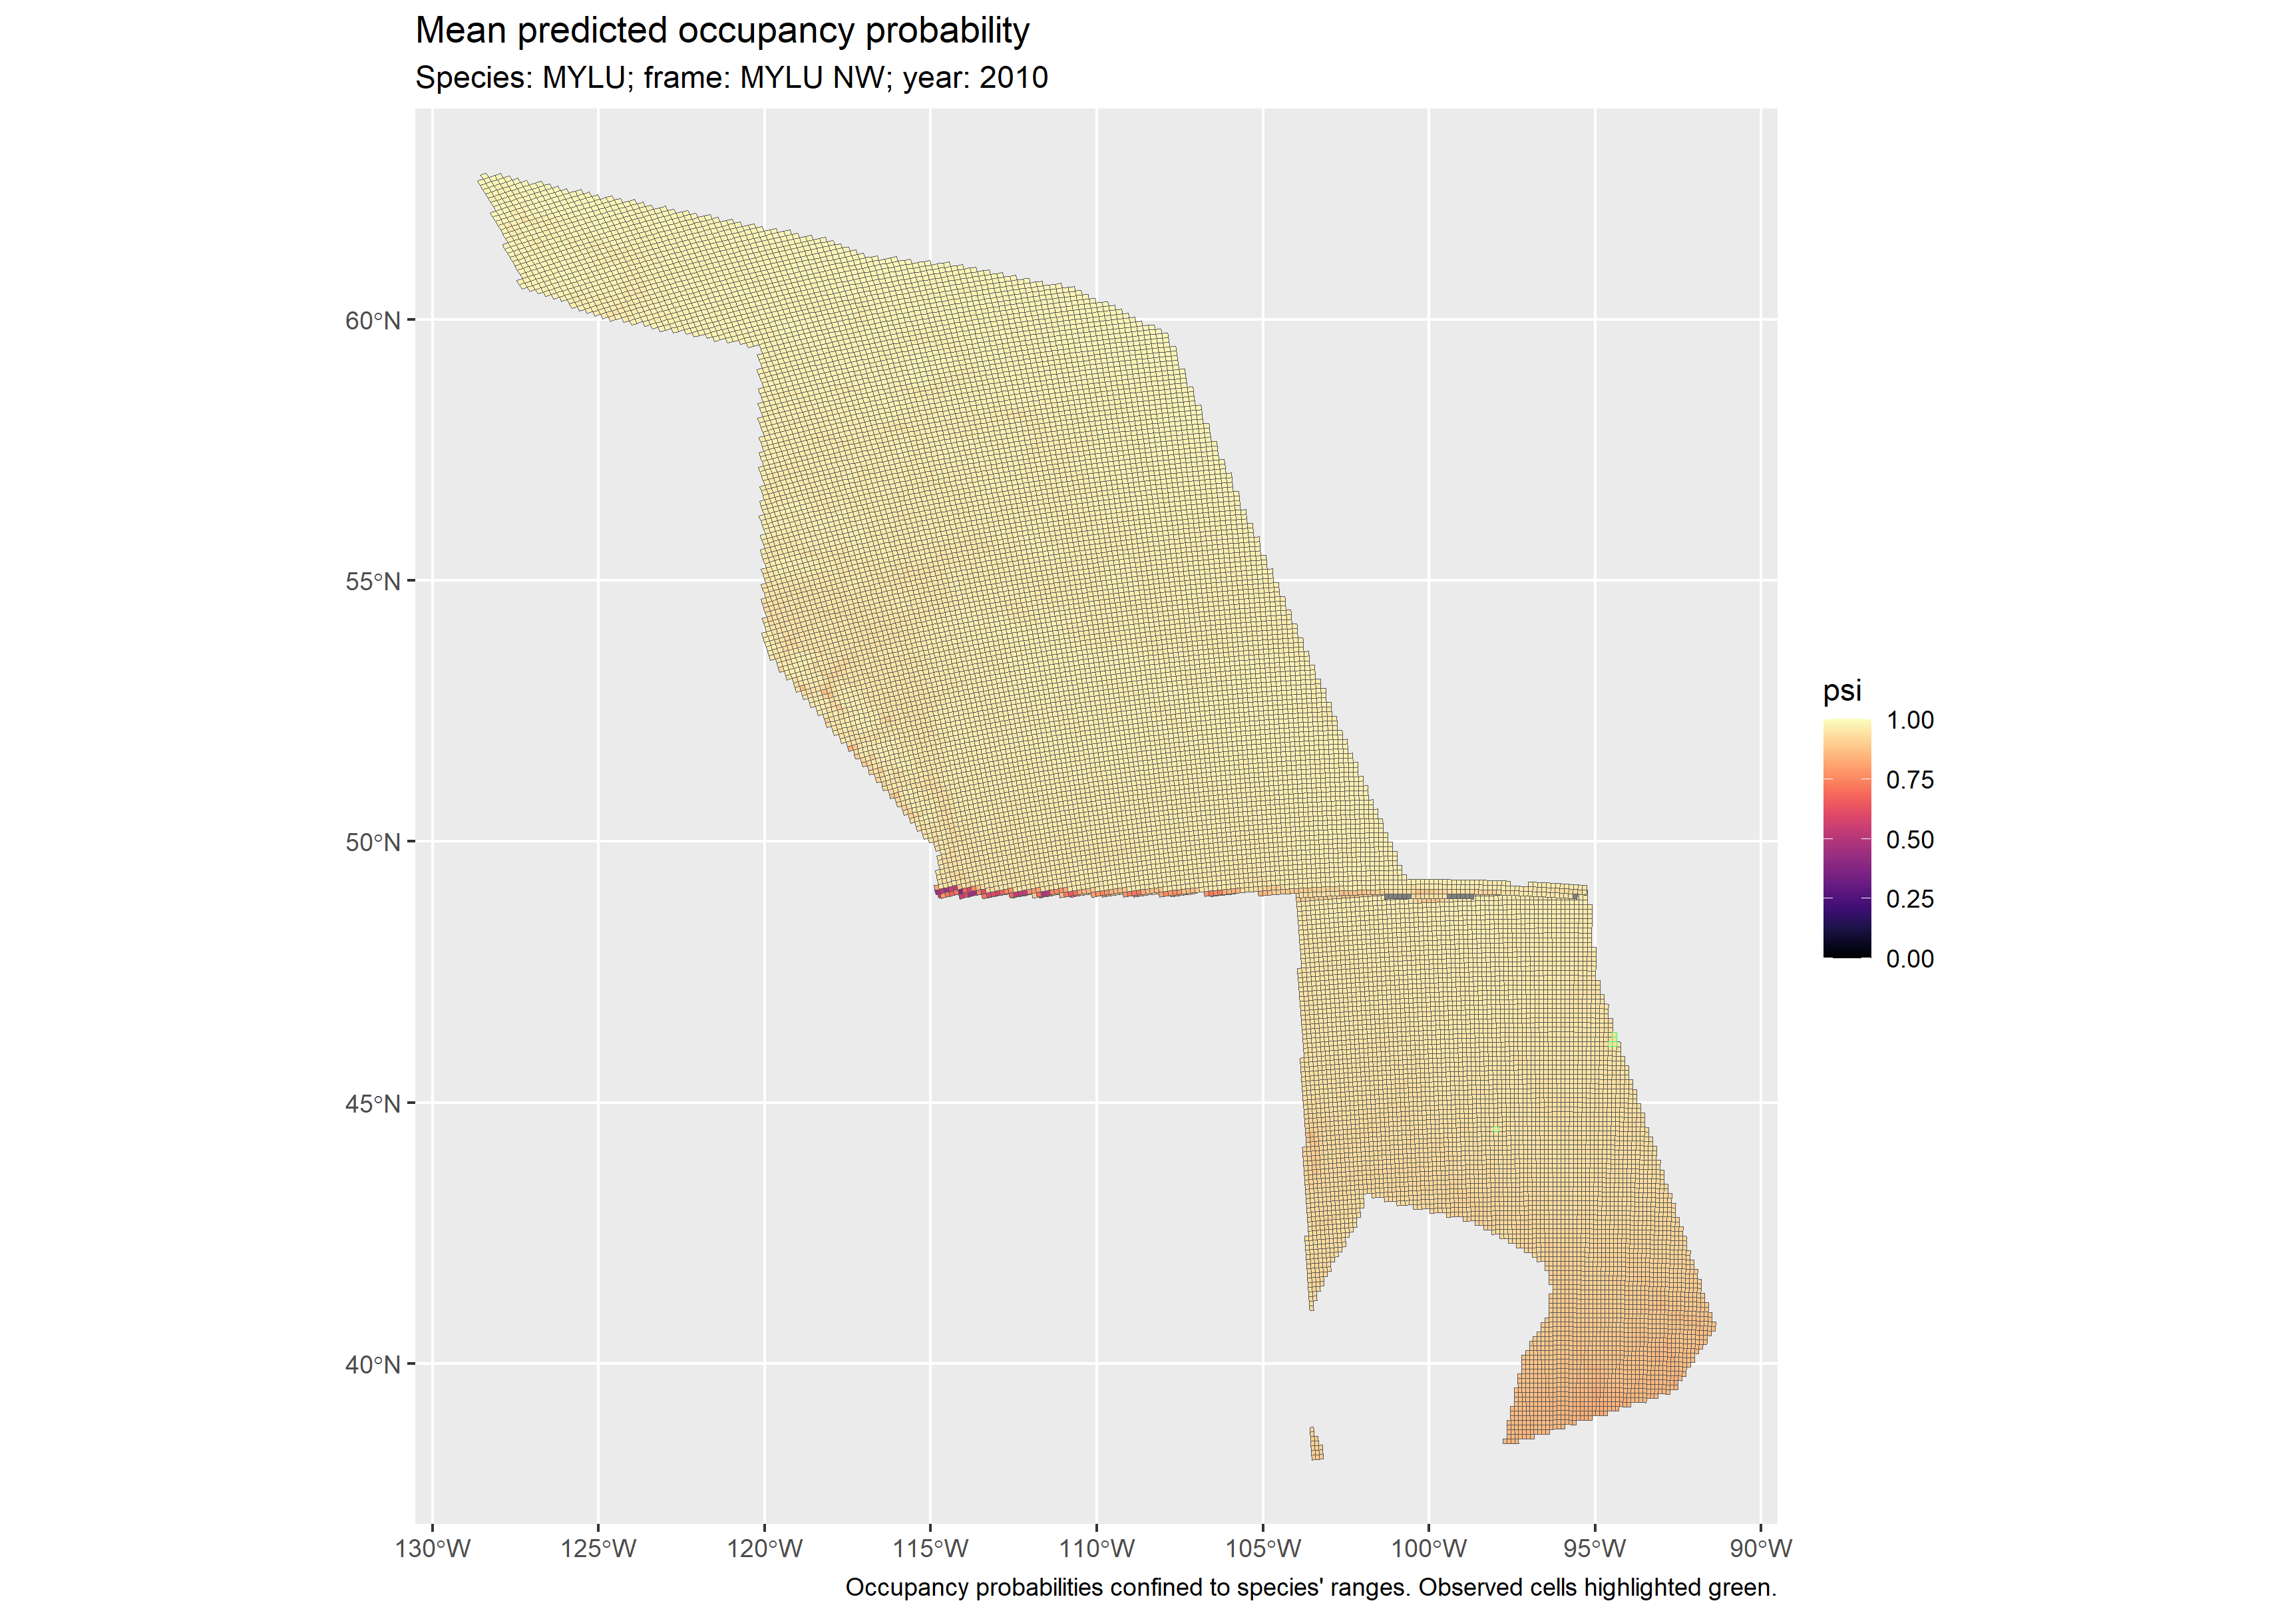 Mean predicted occupancy probability
Species: MYLU; frame: MYLU NW; year: 2010
60°N
55°N
50°N
45°N
40°N
130°W
125°W
120°W
115°W
110°W
105°W
100°W
95°W
90°W
psi
1.00
0.75
0.50
0.25
0.00
Occupancy probabilities confined to species' ranges. Observed cells highlighted green.